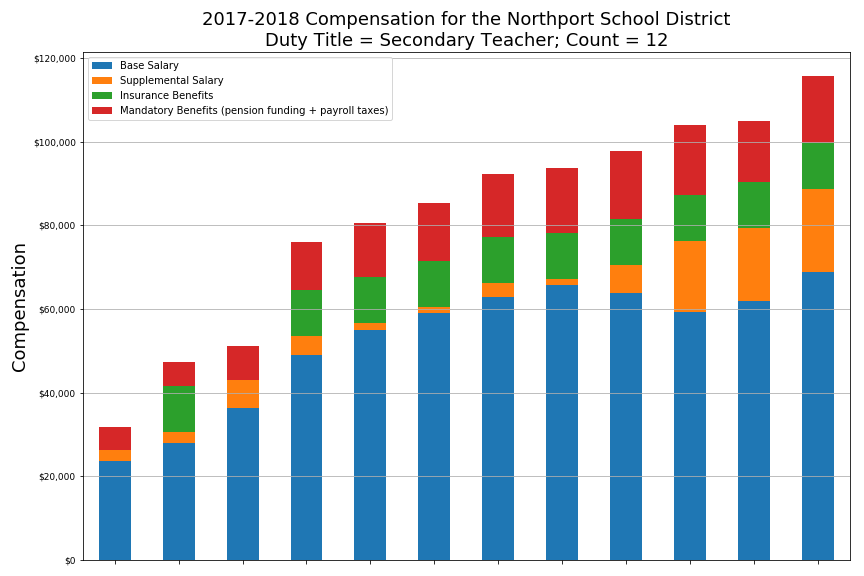 2017-2018 Compensation for the Northport School District
Duty Title = Secondary Teacher; Count = 12
Base Salary
Supplemental Salary
Insurance Benefits
Mandatory Benefits (pension funding + payroll taxes)
Compensation
$120,000
$100,000
$80,000
$60,000
$40,000
$20,000
$0